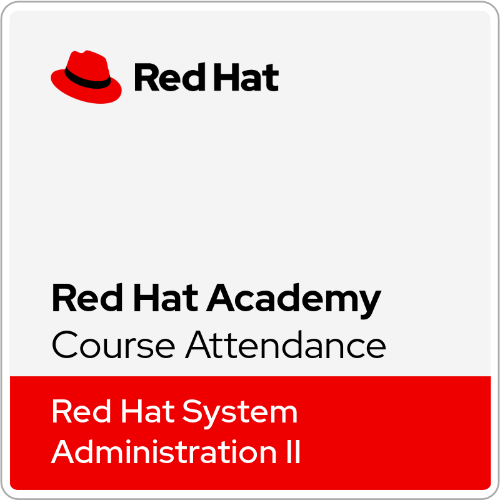 Red Hat
Red Hat Academy
Course Attendance
Red Hat System
Administration II